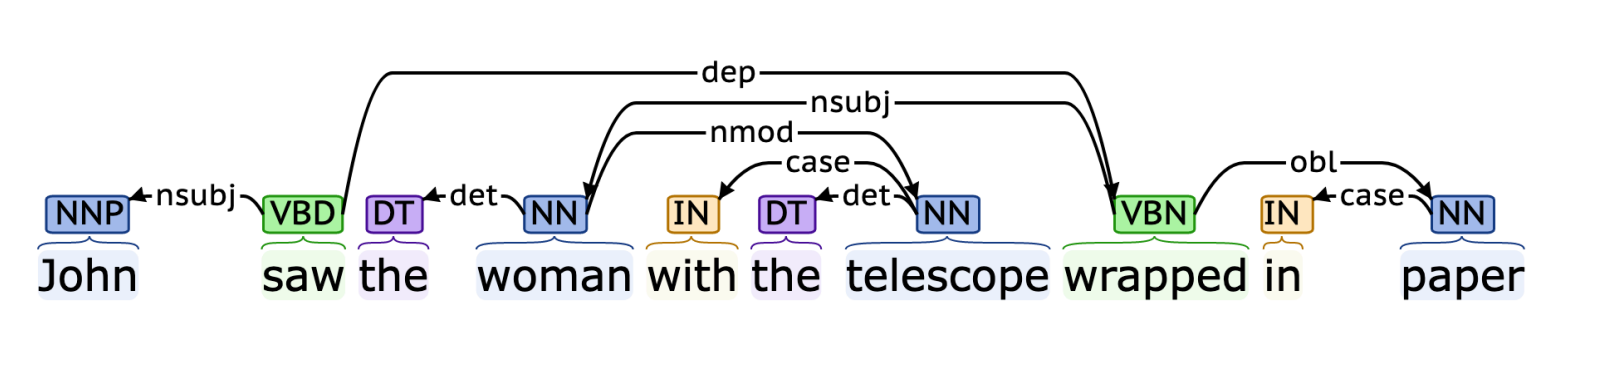 dep
nsubj
nmod
case obl
nsubj det det case
NNP VBD DT NN IN DT NN VBN IN NN
John saw the woman with the telescope wrapped in paper